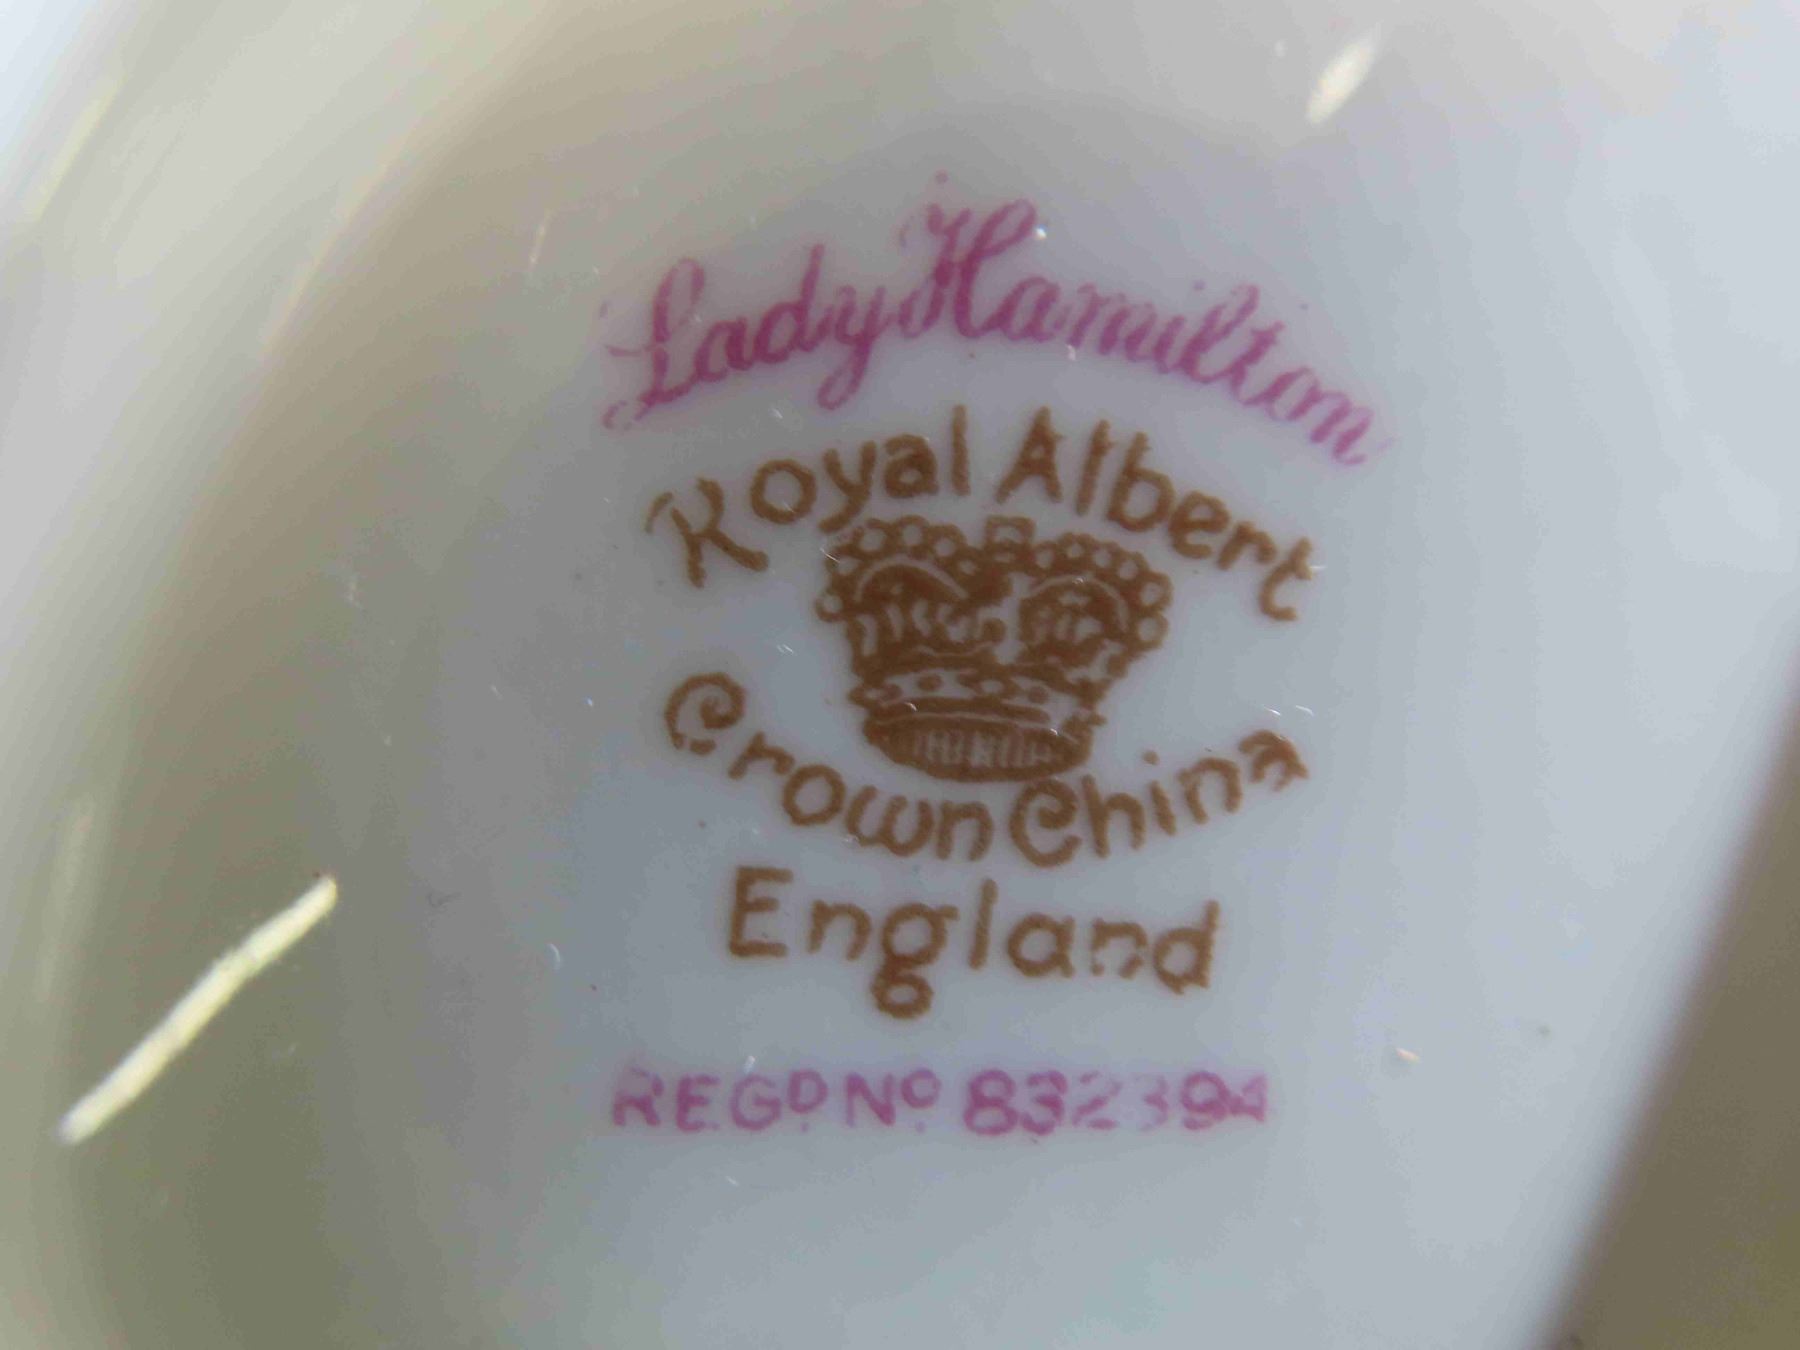 Lady Hamilton
Royal Albert
Crown China
England
REGD. NO. 832394